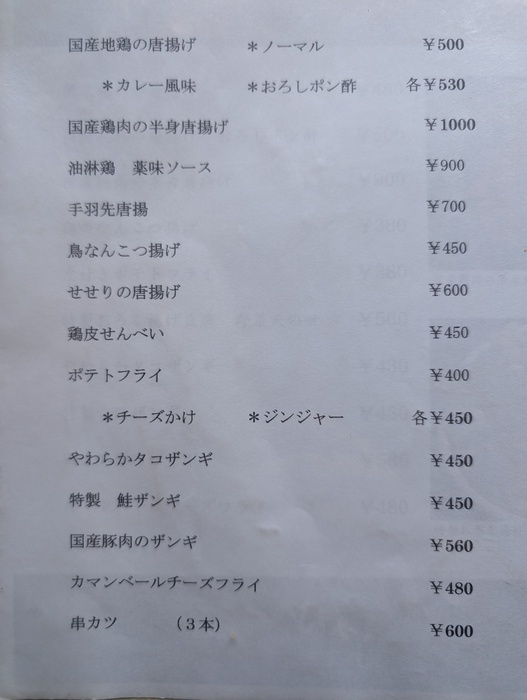 国産地鶏の唐揚げ ＊ノーマル ￥500
＊カレー風味 ＊おろしポン酢 各￥530
国産鶏肉の半身唐揚げ ￥1000
油淋鶏 薬味ソース ￥900
手羽先唐揚 ￥700
鳥なんこつ揚げ ￥450
せせりの唐揚げ ￥600
鶏皮せんべい ￥450
ポテトフライ ￥400
＊チーズかけ ＊ジンジャー 各￥450
やわらかタコザンギ ￥450
特製 鮭ザンギ ￥450
国産豚肉のザンギ ￥560
カマンベールチーズフライ ￥480
串カツ （３本） ￥600